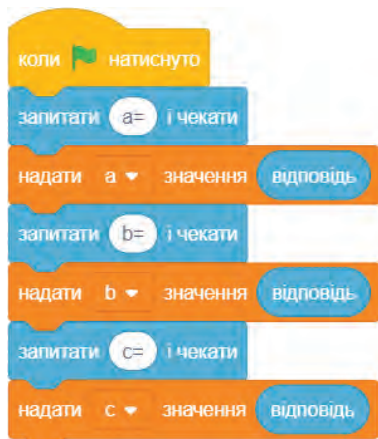 коли натиснуто
запитати a= і чекати
надати a значення відповідь
запитати b= і чекати
надати b значення відповідь
запитати c= і чекати
надати c значення відповідь